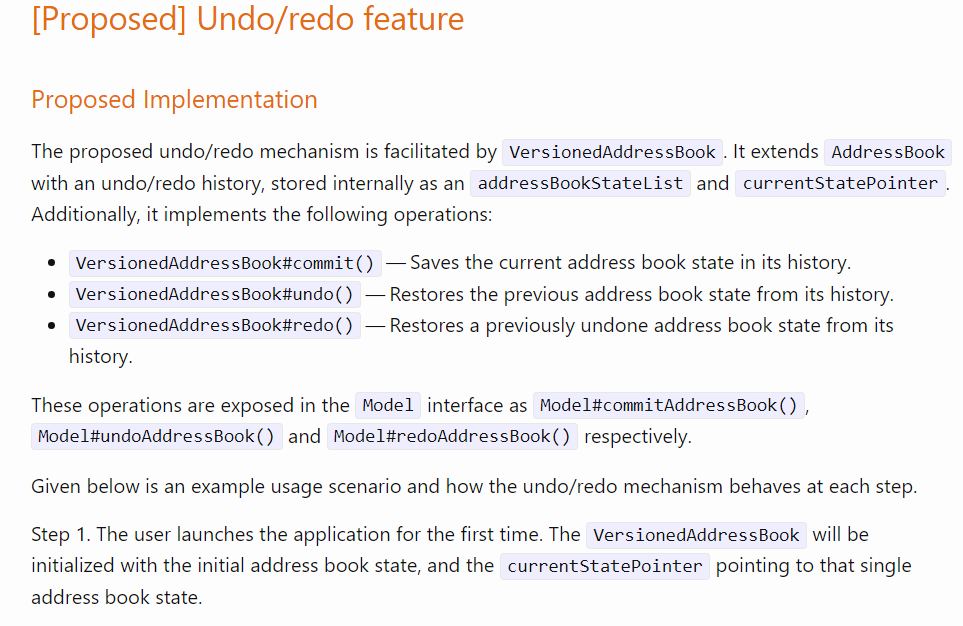 [Proposed] Undo/redo feature
Proposed Implementation
The proposed undo/redo mechanism is facilitated by VersionedAddressBook. It extends AddressBook
with an undo/redo history, stored internally as an addressBookStateList and currentStatePointer.
Additionally, it implements the following operations:
• VersionedAddressBook#commit() — Saves the current address book state in its history.
• VersionedAddressBook#undo() — Restores the previous address book state from its history.
• VersionedAddressBook#redo() — Restores a previously undone address book state from its
history.
These operations are exposed in the Model interface as Model#commitAddressBook(),
Model#undoAddressBook() and Model#redoAddressBook() respectively.
Given below is an example usage scenario and how the undo/redo mechanism behaves at each step.
Step 1. The user launches the application for the first time. The VersionedAddressBook will be
initialized with the initial address book state, and the currentStatePointer pointing to that single
address book state.